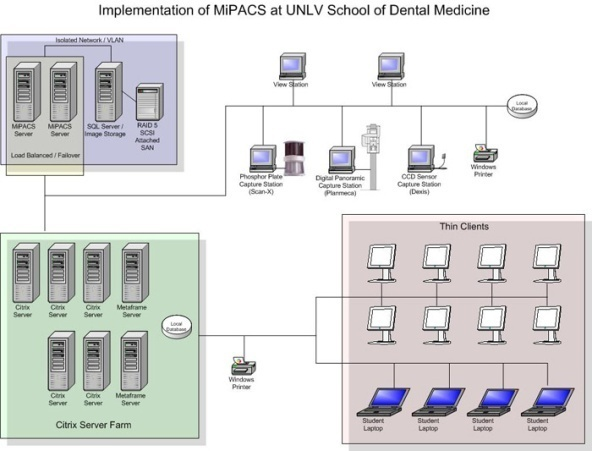 Implementation of MiPACS at UNLV School of Dental Medicine
Isolated Network / VLAN
MiPACS
Server
MiPACS
Server
SQL Server /
Image Storage
RAID 5
SCSI
Attached
SAN
Load Balanced / Failover
View Station
View Station
Local
Database
Phosphor Plate
Capture Station
(Scan-X)
Digital Panoramic
Capture Station
(Planmeca)
CCD Sensor
Capture Station
(Dexis)
Windows
Printer
Thin Clients
Citrix
Server
Citrix
Server
Citrix
Server
Metaframe
Server
Local
Database
Citrix
Server
Citrix
Server
Metaframe
Server
Windows
Printer
Student
Laptop
Student
Laptop
Student
Laptop
Student
Laptop
Citrix Server Farm